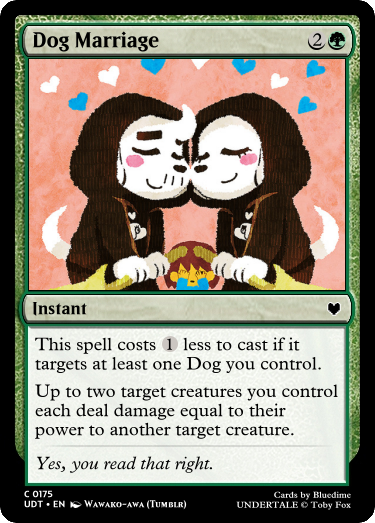 Dog Marriage 2
Instant
This spell costs 1 less to cast if it
targets at least one Dog you control.
Up to two target creatures you control
each deal damage equal to their
power to another target creature.
Yes, you read that right.
C 0175
UDT • EN Wawako-awa (Tumblr)
Cards by Bluedime
UNDERTALE © Toby Fox